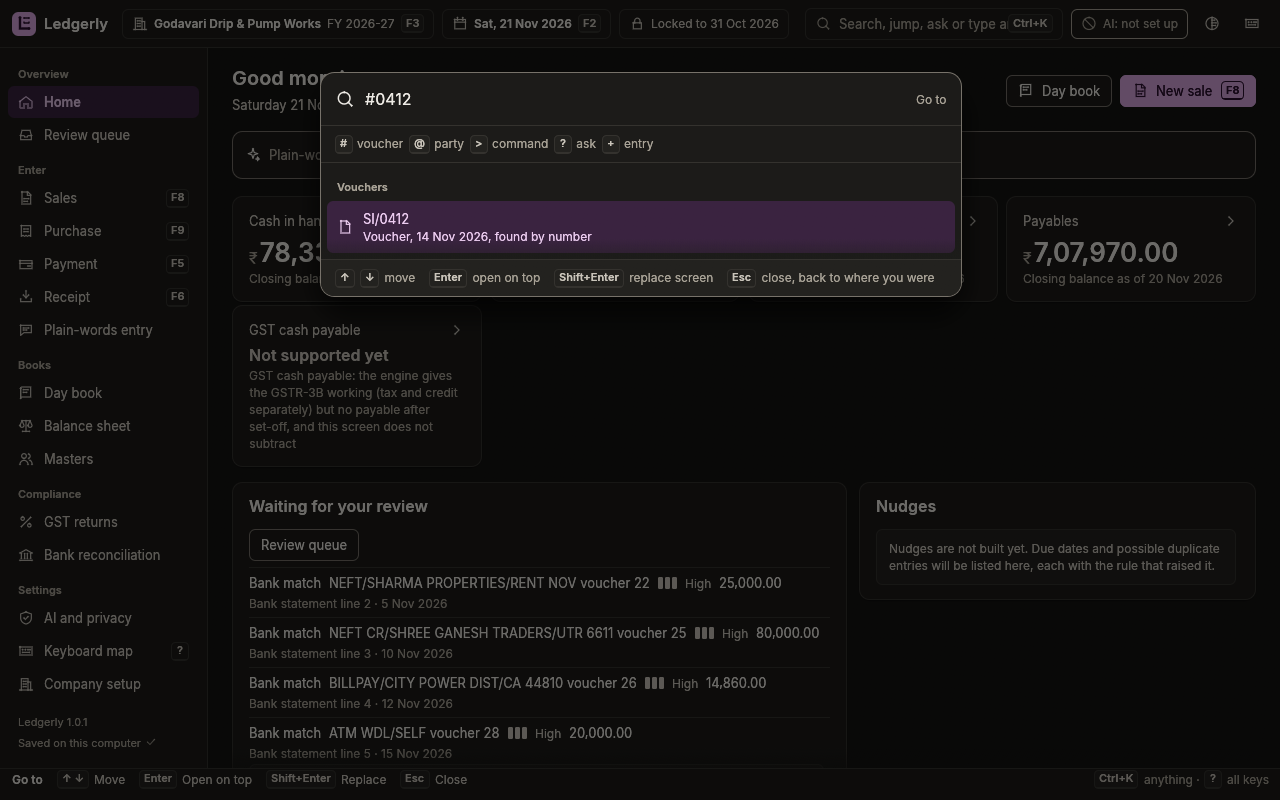 Ledgerly
Godavari Drip & Pump Works FY 2026-27 F3
Sat, 21 Nov 2026 F2
Locked to 31 Oct 2026
Search, jump, ask or type a Ctrl+K
AI: not set up
Overview
Home
Review queue
Enter
Sales F8
Purchase F9
Payment F5
Receipt F6
Plain-words entry
Books
Day book
Balance sheet
Masters
Compliance
GST returns
Bank reconciliation
Settings
AI and privacy
Keyboard map ?
Company setup
Ledgerly 1.0.1
Saved on this computer
Good
Saturday 21
Day book
New sale F8
#0412
Go to
# voucher @ party > command ? ask + entry
Vouchers
SI/0412
Voucher, 14 Nov 2026, found by number
↑ ↓ move Enter open on top Shift+Enter replace screen Esc close, back to where you were
Cash in
Closing
Payables
₹7,07,970.00
Closing balance as of 20 Nov 2026
GST cash payable
Not supported yet
GST cash payable: the engine gives
the GSTR-3B working (tax and credit
separately) but no payable after
set-off, and this screen does not
subtract
Waiting for your review
Review queue
Bank match NEFT/SHARMA PROPERTIES/RENT NOV voucher 22 High 25,000.00
Bank statement line 2 · 5 Nov 2026
Bank match NEFT CR/SHREE GANESH TRADERS/UTR 6611 voucher 25 High 80,000.00
Bank statement line 3 · 10 Nov 2026
Bank match BILLPAY/CITY POWER DIST/CA 44810 voucher 26 High 14,860.00
Bank statement line 4 · 12 Nov 2026
Bank match ATM WDL/SELF voucher 28 High 20,000.00
Bank statement line 5 · 15 Nov 2026
Nudges
Nudges are not built yet. Due dates and possible duplicate
entries will be listed here, each with the rule that raised it.
Go to ↑ ↓ Move Enter Open on top Shift+Enter Replace Esc Close
Ctrl+K anything · ? all keys